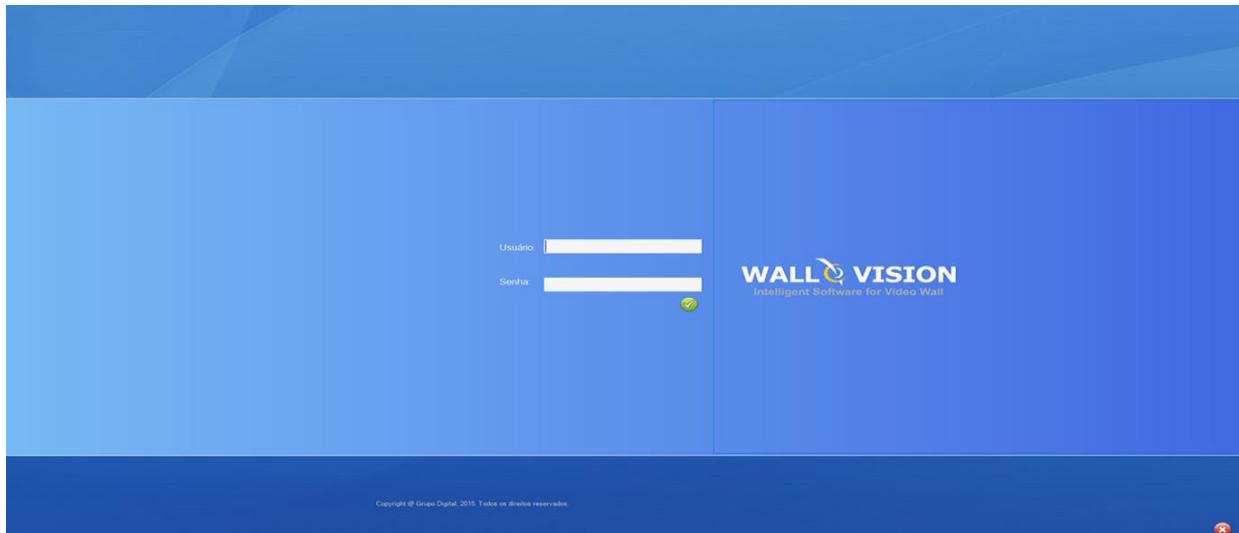 Usuário:
Senha:
WALL VISION
Intelligent Software for Video Wall
Copyright @ Grupo Digital, 2015. Todos os direitos reservados.